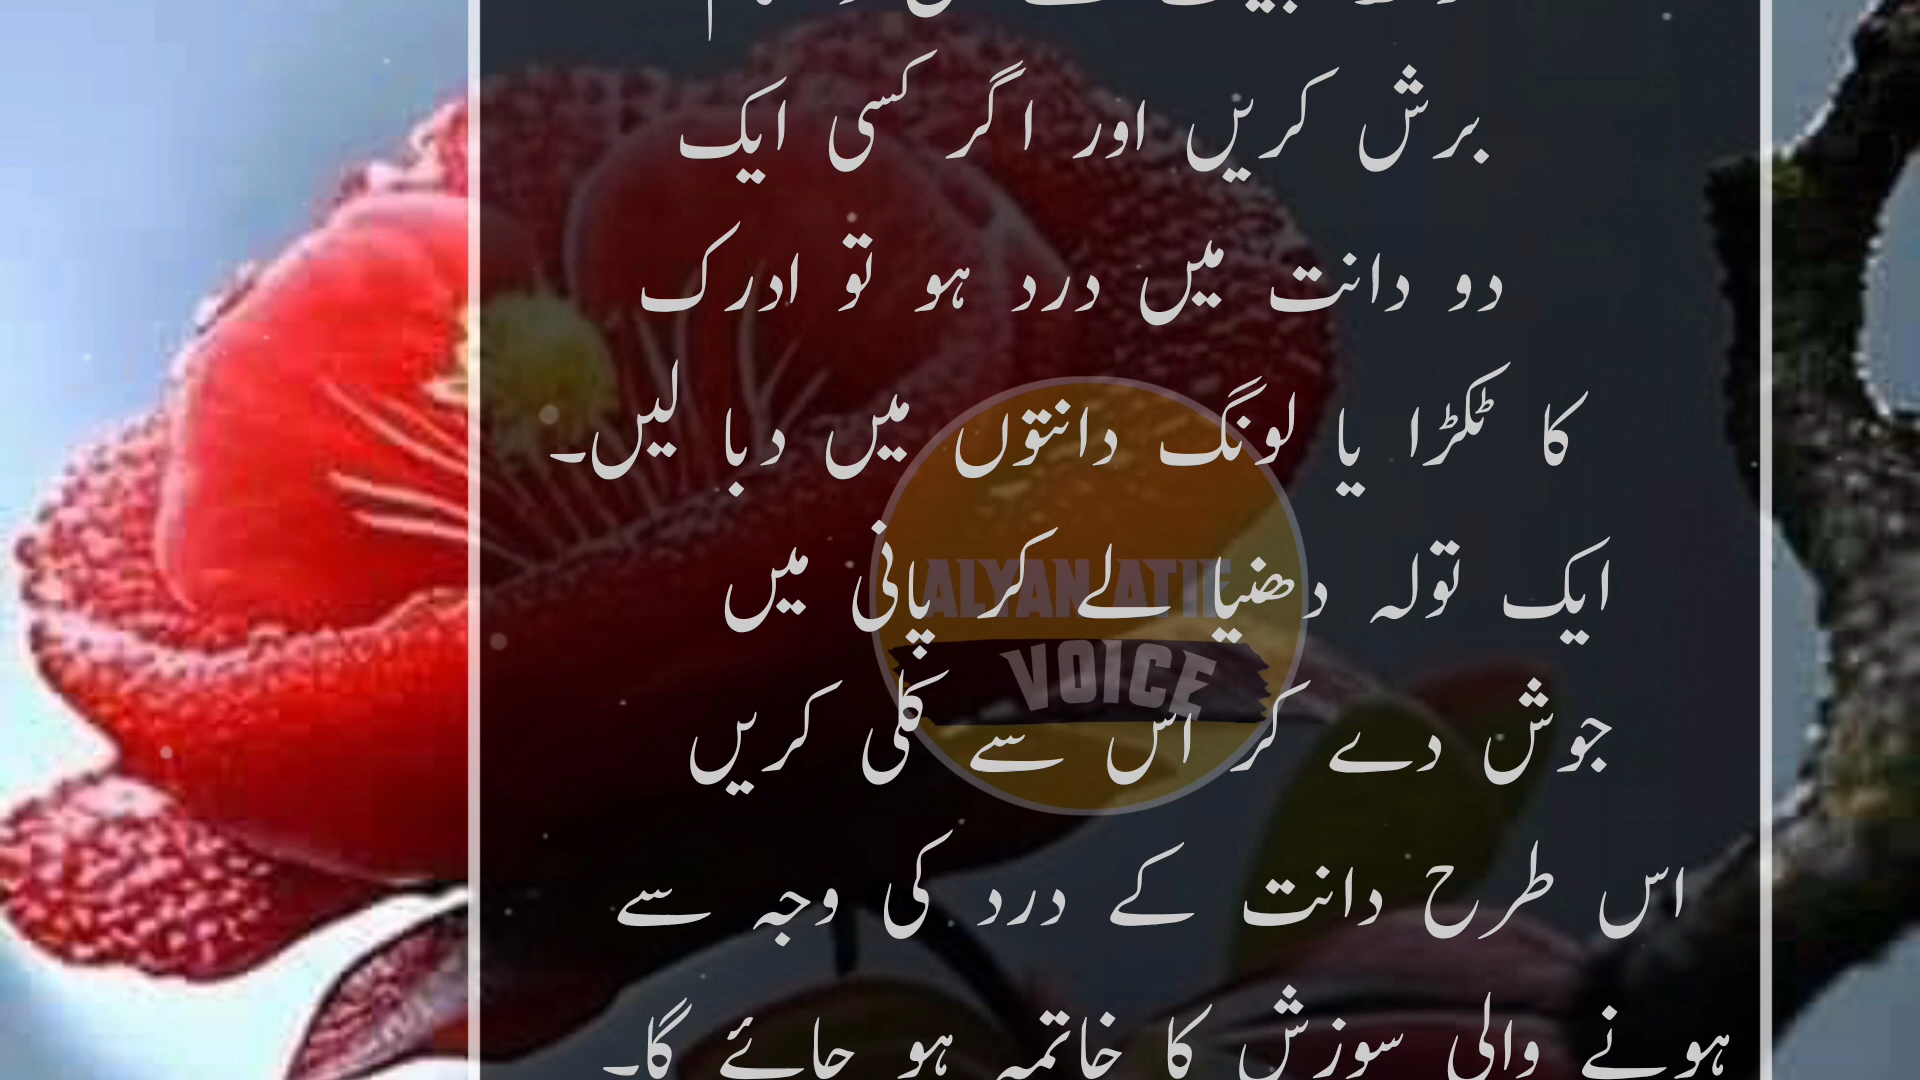 برش کریں اور اگر کسی ایک
دو دانت میں درد ہو تو ادرک
کا ٹکڑا یا لونگ دانتوں میں دبا لیں۔
ایک تولہ دھنیا لے کر پانی میں
ALYAN ATIF
VOICE
جوش دے کر اس سے کلی کریں
اس طرح دانت کے درد کی وجہ سے
ہونے والی سوزش کا خاتمہ ہو جائے گا۔